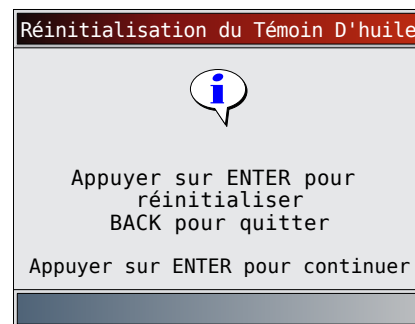 Réinitialisation du Témoin D'huile
Appuyer sur ENTER pour
réinitialiser
BACK pour quitter
Appuyer sur ENTER pour continuer